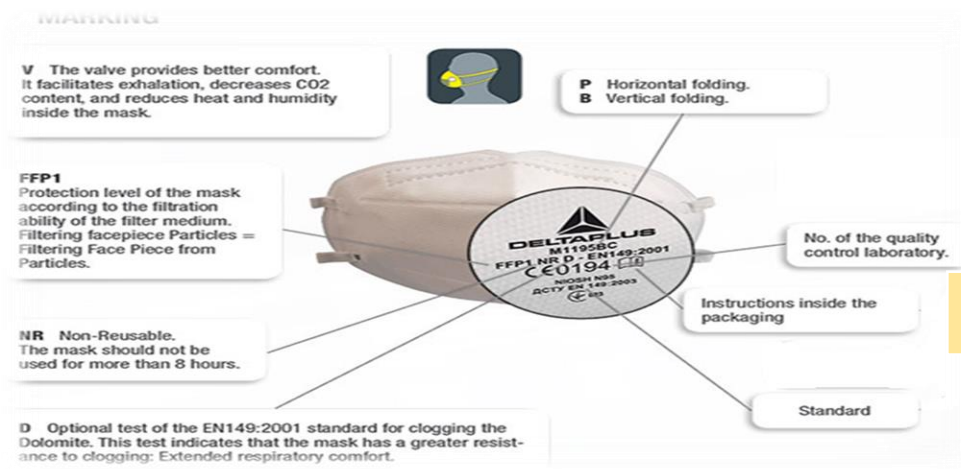 MARKING
V The valve provides better comfort.
It facilitates exhalation, decreases CO2
content, and reduces heat and humidity
inside the mask.
P Horizontal folding.
B Vertical folding.
FFP1
Protection level of the mask
according to the filtration
ability of the filter medium.
Filtering facepiece Particles =
Filtering Face Piece from
Particles.
DELTAPLUS
M1195BC
FFP1 NR D - EN149:2001
CE0194
NIOSH N95
ДСТУ EN 149:2003
No. of the quality
control laboratory.
Instructions inside the
packaging
NR Non-Reusable.
The mask should not be
used for more than 8 hours.
Standard
D Optional test of the EN149:2001 standard for clogging the
Dolomite. This test indicates that the mask has a greater resist-
ance to clogging: Extended respiratory comfort.